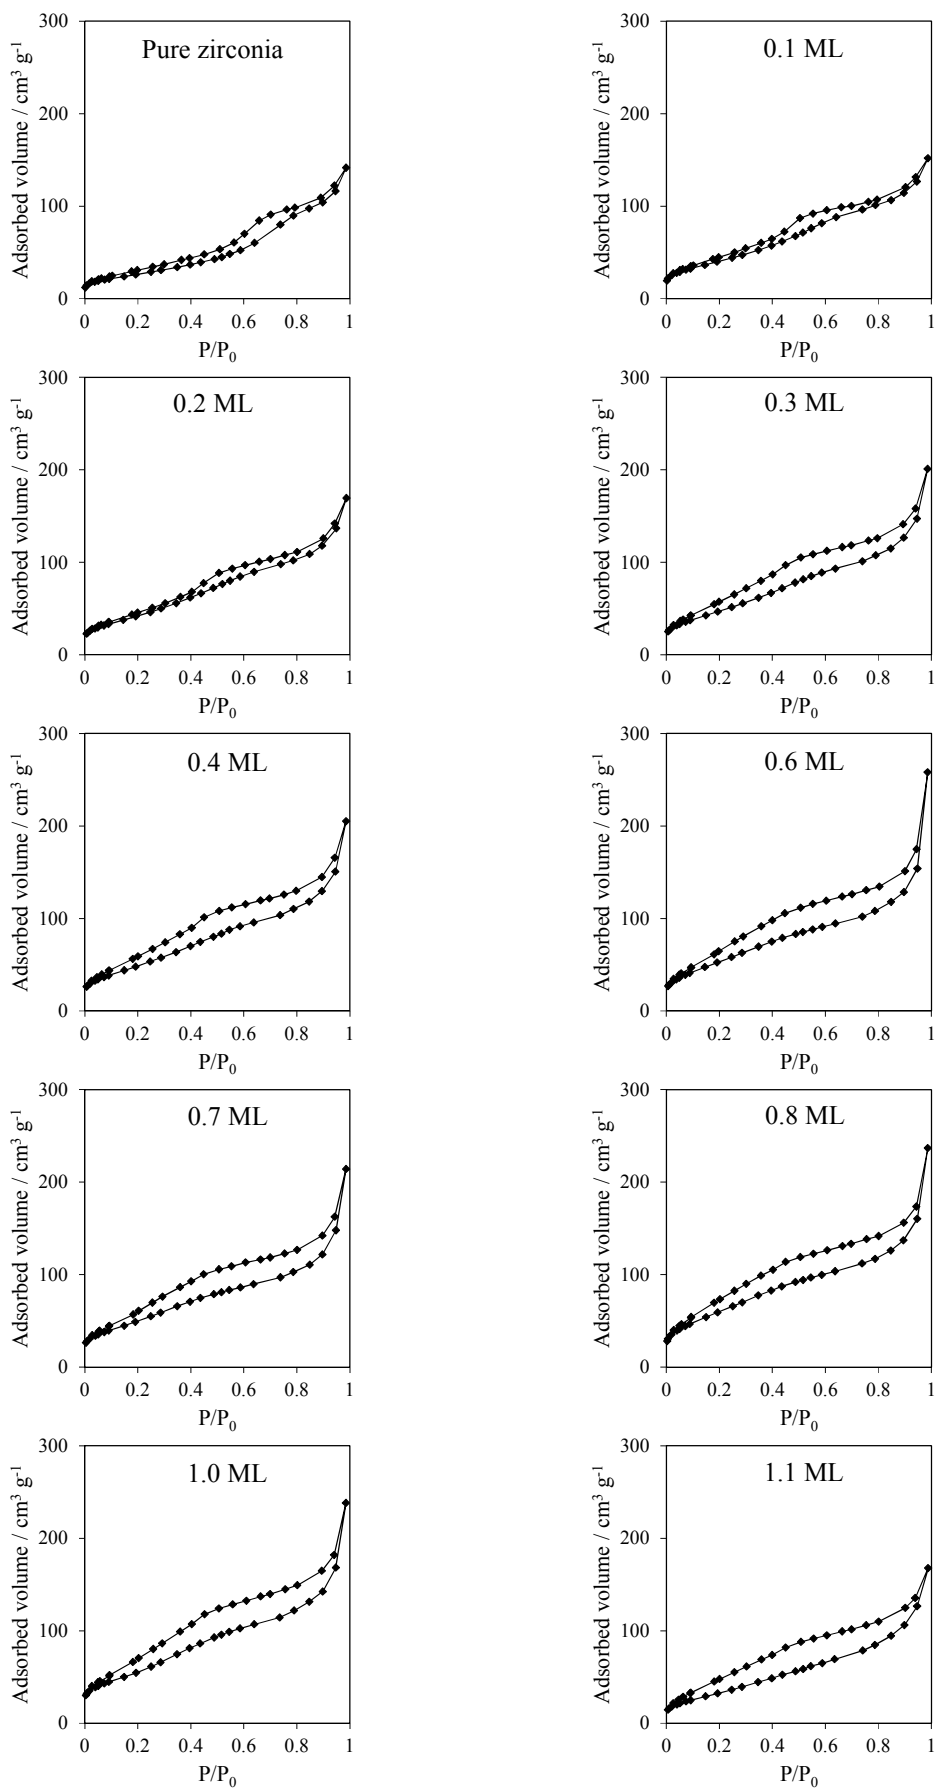 Pure zirconia
Adsorbed volume / cm³ g⁻¹
300
200
100
0
0 0.2 0.4 0.6 0.8 1
P/P₀
0.1 ML
Adsorbed volume / cm³ g⁻¹
300
200
100
0
0 0.2 0.4 0.6 0.8 1
P/P₀
0.2 ML
Adsorbed volume / cm³ g⁻¹
300
200
100
0
0 0.2 0.4 0.6 0.8 1
P/P₀
0.3 ML
Adsorbed volume / cm³ g⁻¹
300
200
100
0
0 0.2 0.4 0.6 0.8 1
P/P₀
0.4 ML
Adsorbed volume / cm³ g⁻¹
300
200
100
0
0 0.2 0.4 0.6 0.8 1
P/P₀
0.6 ML
Adsorbed volume / cm³ g⁻¹
300
200
100
0
0 0.2 0.4 0.6 0.8 1
P/P₀
0.7 ML
Adsorbed volume / cm³ g⁻¹
300
200
100
0
0 0.2 0.4 0.6 0.8 1
P/P₀
0.8 ML
Adsorbed volume / cm³ g⁻¹
300
200
100
0
0 0.2 0.4 0.6 0.8 1
P/P₀
1.0 ML
Adsorbed volume / cm³ g⁻¹
300
200
100
0
0 0.2 0.4 0.6 0.8 1
P/P₀
1.1 ML
Adsorbed volume / cm³ g⁻¹
300
200
100
0
0 0.2 0.4 0.6 0.8 1
P/P₀